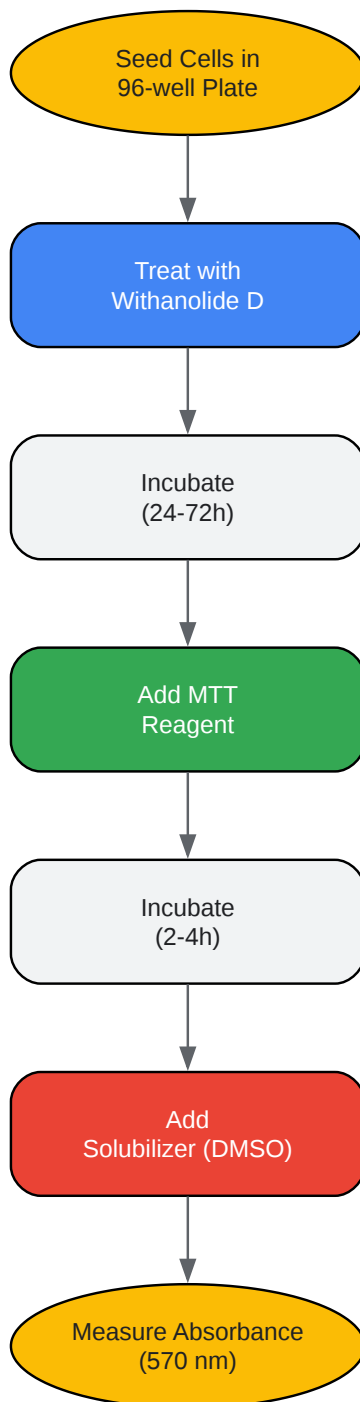 Seed Cells in
96-well Plate
Treat with
Withanolide D
Incubate
(24-72h)
Add MTT
Reagent
Incubate
(2-4h)
Add
Solubilizer (DMSO)
Measure Absorbance
(570 nm)